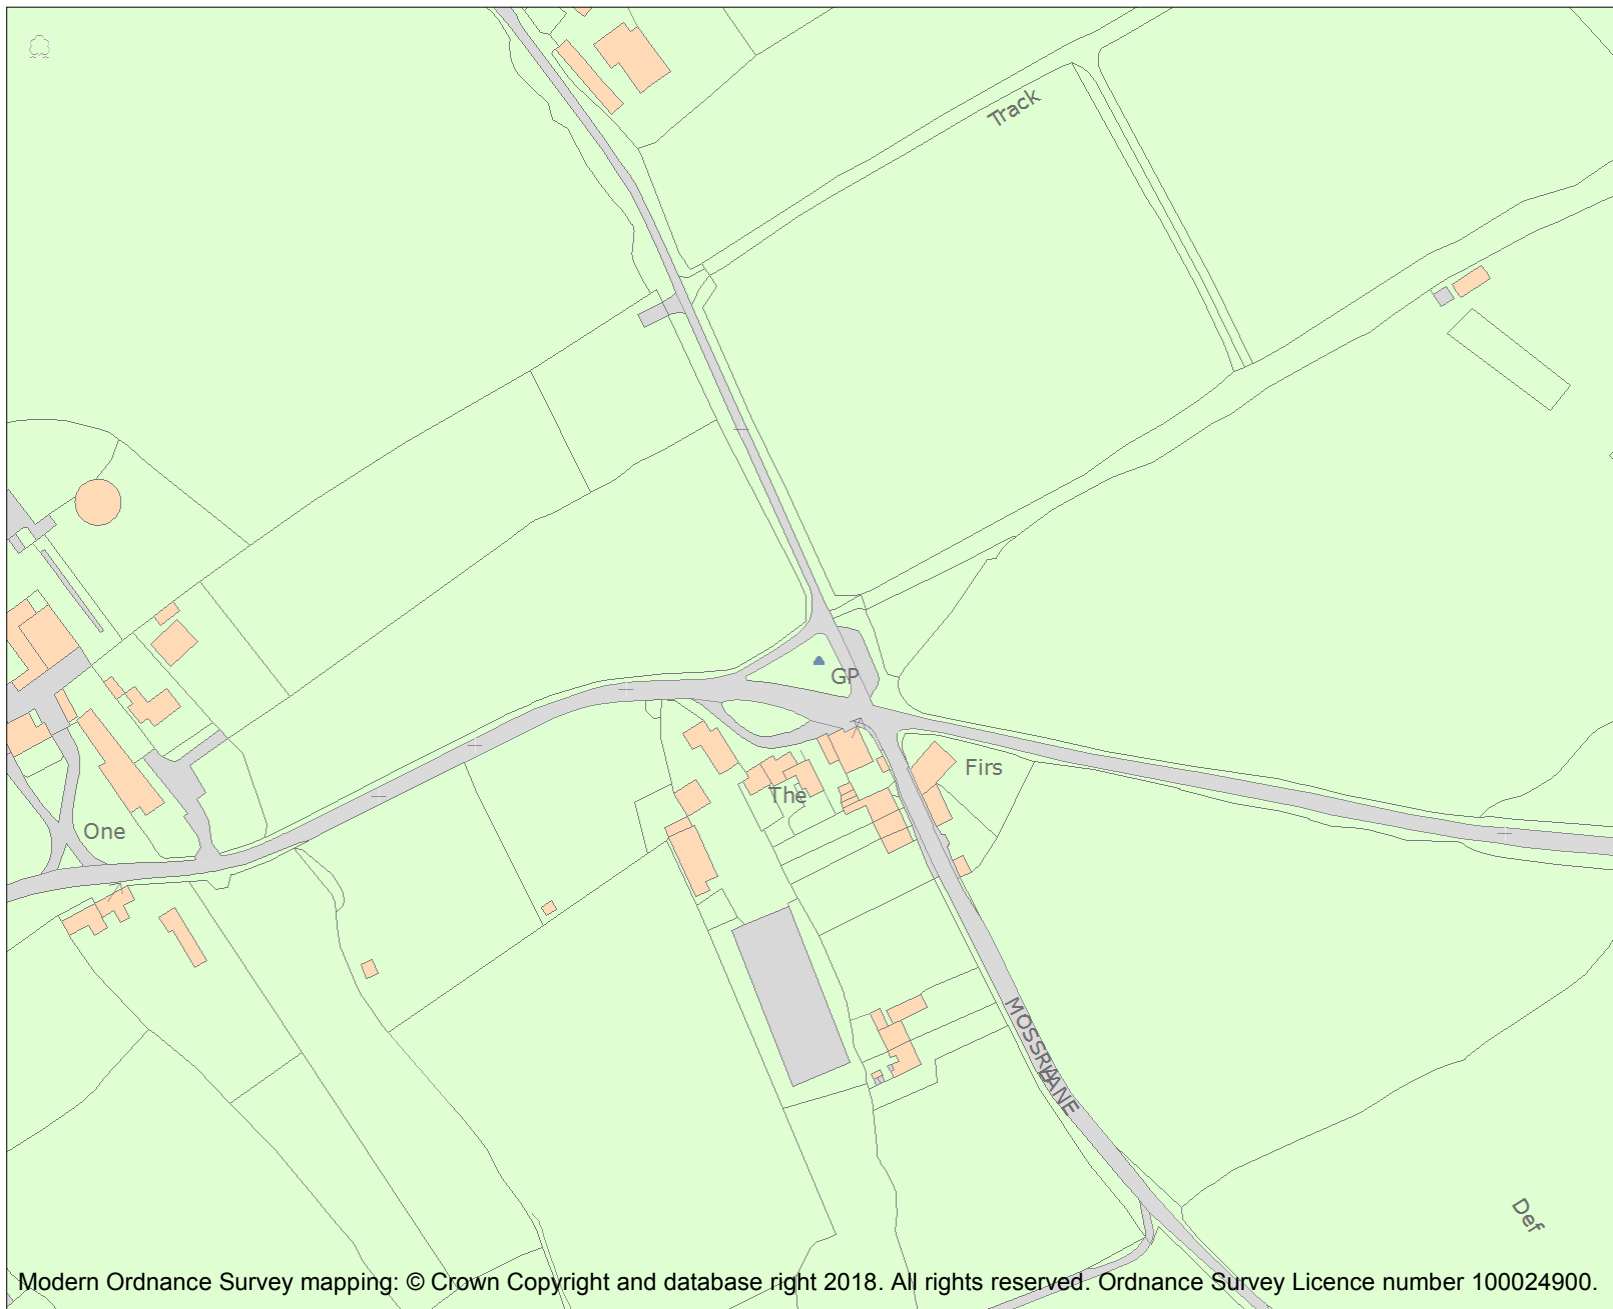 Track
GP
Firs
The
One
MOSS LANE
Def
Modern Ordnance Survey mapping: © Crown Copyright and database right 2018. All rights reserved. Ordnance Survey Licence number 100024900.